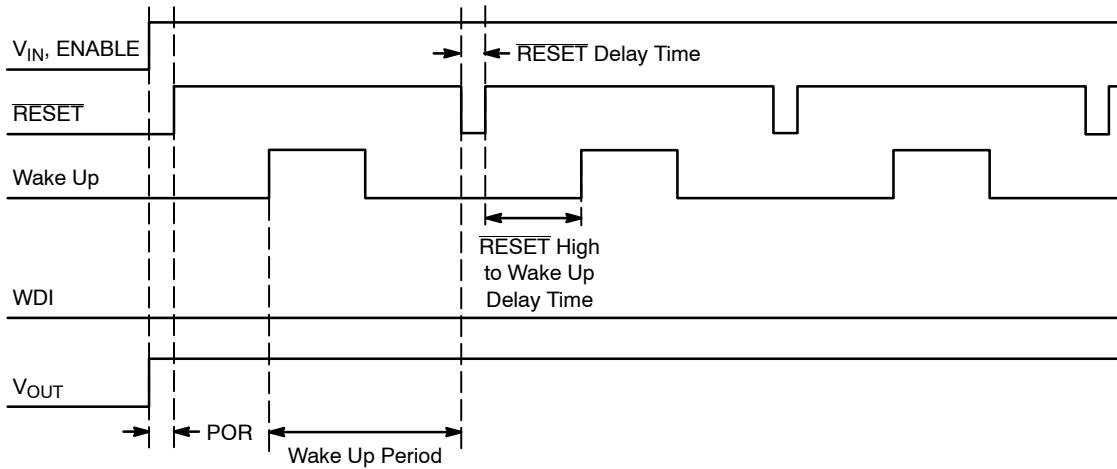 V_IN, ENABLE
RESET Delay Time
RESET
Wake Up
RESET High
to Wake Up
Delay Time
WDI
V_OUT
POR
Wake Up Period